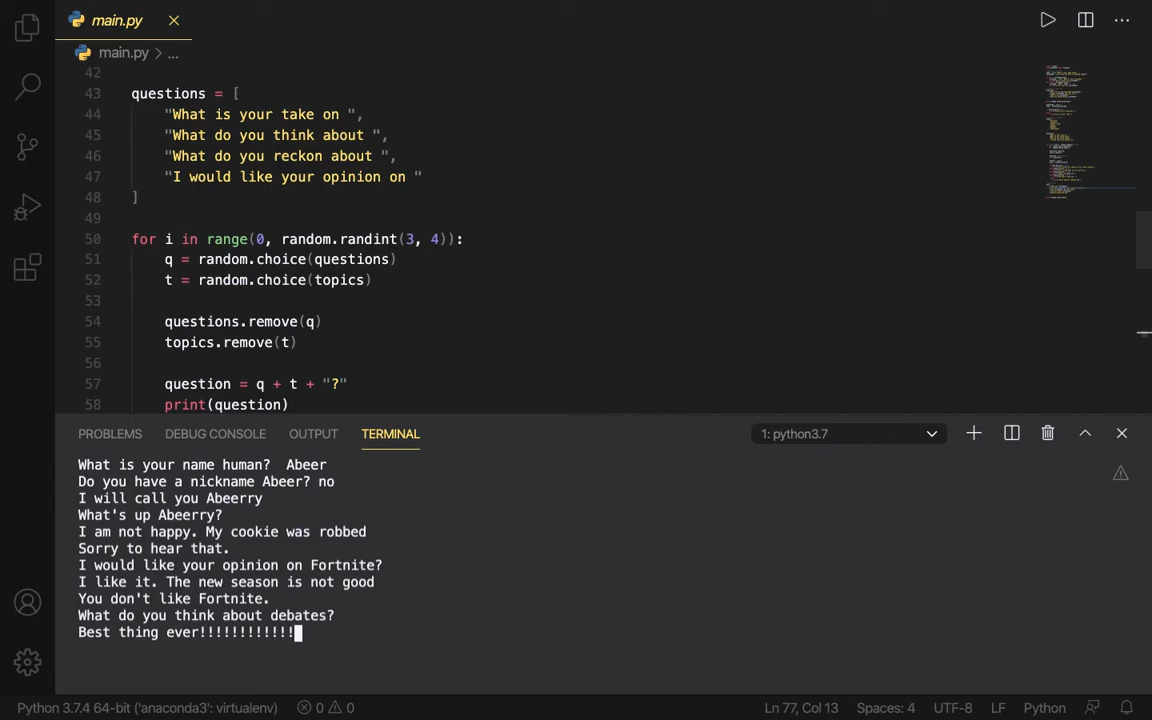 main.py
main.py > ...
42
43 questions = [
44 "What is your take on ",
45 "What do you think about ",
46 "What do you reckon about ",
47 "I would like your opinion on "
48 ]
49
50 for i in range(0, random.randint(3, 4)):
51 q = random.choice(questions)
52 t = random.choice(topics)
53
54 questions.remove(q)
55 topics.remove(t)
56
57 question = q + t + "?"
58 print(question)
PROBLEMS DEBUG CONSOLE OUTPUT TERMINAL 1: python3.7
What is your name human?  Abeer
Do you have a nickname Abeer? no
I will call you Abeerry
What's up Abeerry?
I am not happy. My cookie was robbed
Sorry to hear that.
I would like your opinion on Fortnite?
I like it. The new season is not good
You don't like Fortnite.
What do you think about debates?
Best thing ever!!!!!!!!!!!!
Python 3.7.4 64-bit ('anaconda3': virtualenv) 0 0 Ln 77, Col 13 Spaces: 4 UTF-8 LF Python